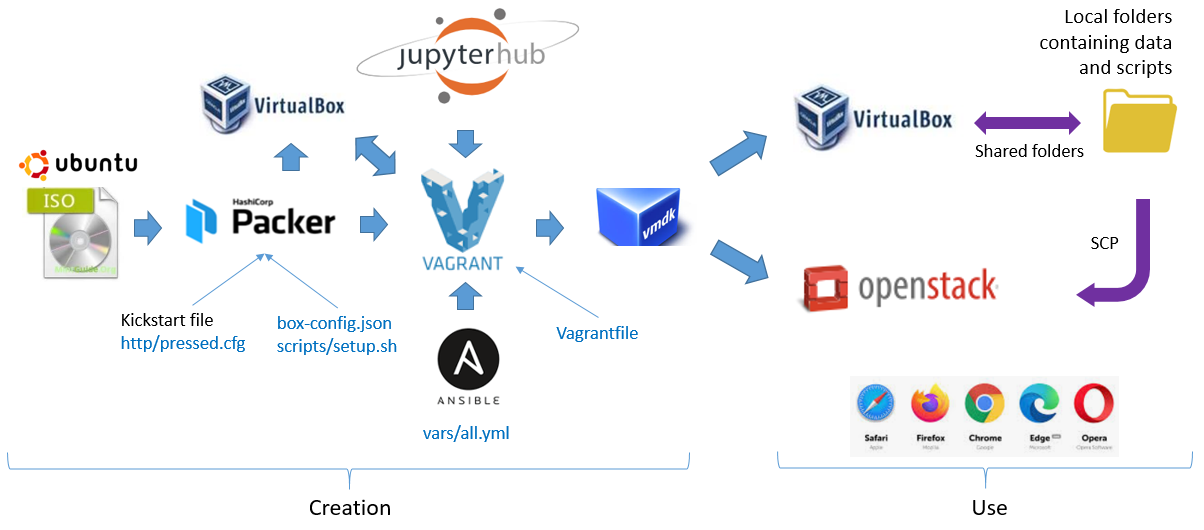 jupyterhub
Local folders
containing data
and scripts
VirtualBox
VirtualBox
Shared folders
ubuntu
ISO
HashiCorp
Packer
VAGRANT
vmdk
SCP
openstack
Kickstart file
http/pressed.cfg
box-config.json
scripts/setup.sh
Vagrantfile
ANSIBLE
vars/all.yml
Safari
Firefox
Chrome
Edge
Opera
Apple
Mozilla
Google
Microsoft
Opera Software
Creation
Use